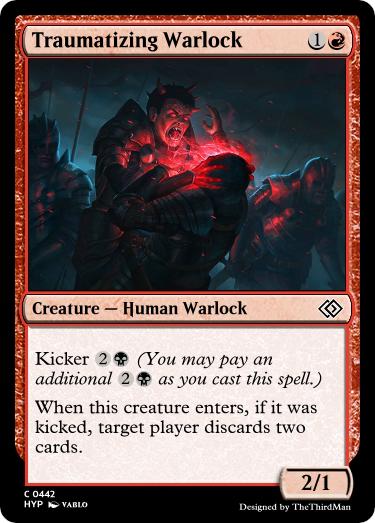 Traumatizing Warlock 1
Creature — Human Warlock
Kicker 2 (You may pay an
additional 2 as you cast this spell.)
When this creature enters, if it was
kicked, target player discards two
cards.
2/1
C 0442
HYP VABLO
Designed by TheThirdMan